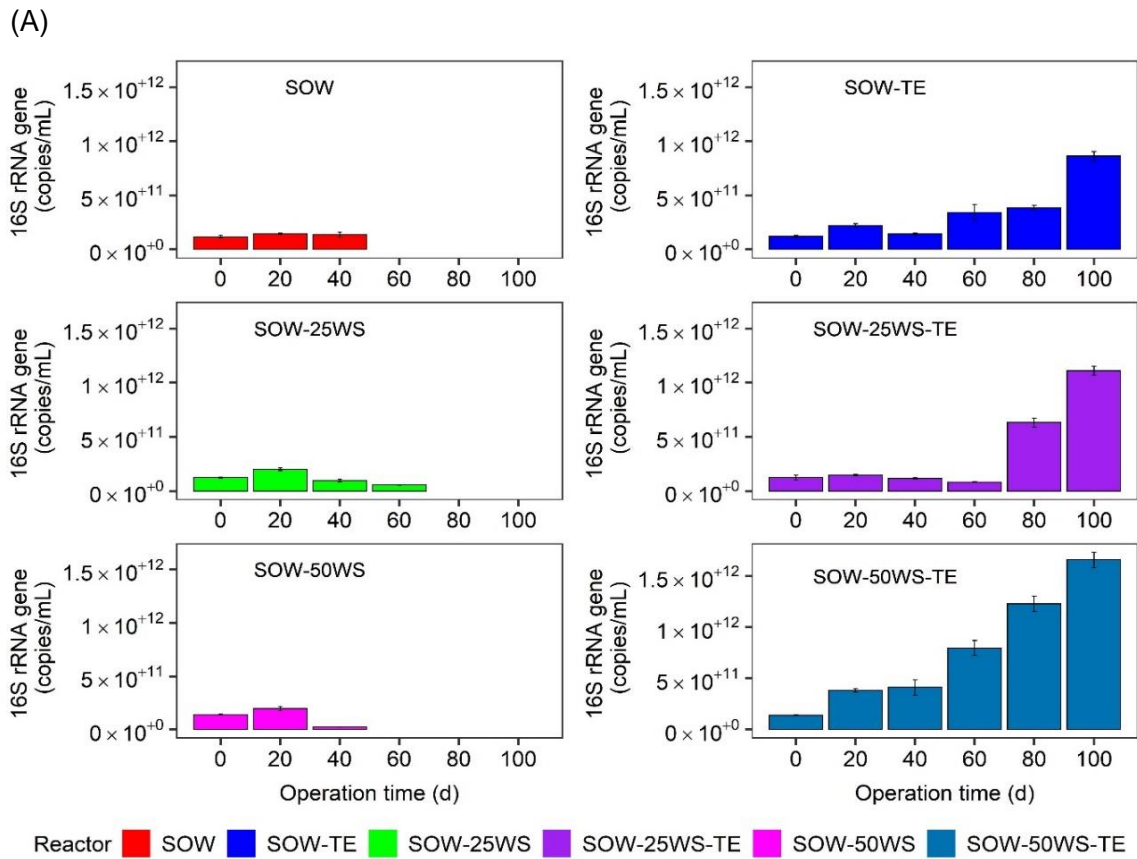 (A)
16S rRNA gene
(copies/mL)
1.5 × 10⁺¹²
1 × 10⁺¹²
5 × 10⁺¹¹
0 × 10⁺⁰
SOW
0 20 40 60 80 100
16S rRNA gene
(copies/mL)
1.5 × 10⁺¹²
1 × 10⁺¹²
5 × 10⁺¹¹
0 × 10⁺⁰
SOW-TE
0 20 40 60 80 100
16S rRNA gene
(copies/mL)
1.5 × 10⁺¹²
1 × 10⁺¹²
5 × 10⁺¹¹
0 × 10⁺⁰
SOW-25WS
0 20 40 60 80 100
16S rRNA gene
(copies/mL)
1.5 × 10⁺¹²
1 × 10⁺¹²
5 × 10⁺¹¹
0 × 10⁺⁰
SOW-25WS-TE
0 20 40 60 80 100
16S rRNA gene
(copies/mL)
1.5 × 10⁺¹²
1 × 10⁺¹²
5 × 10⁺¹¹
0 × 10⁺⁰
SOW-50WS
0 20 40 60 80 100
Operation time (d)
16S rRNA gene
(copies/mL)
1.5 × 10⁺¹²
1 × 10⁺¹²
5 × 10⁺¹¹
0 × 10⁺⁰
SOW-50WS-TE
0 20 40 60 80 100
Operation time (d)
Reactor SOW SOW-TE SOW-25WS SOW-25WS-TE SOW-50WS SOW-50WS-TE